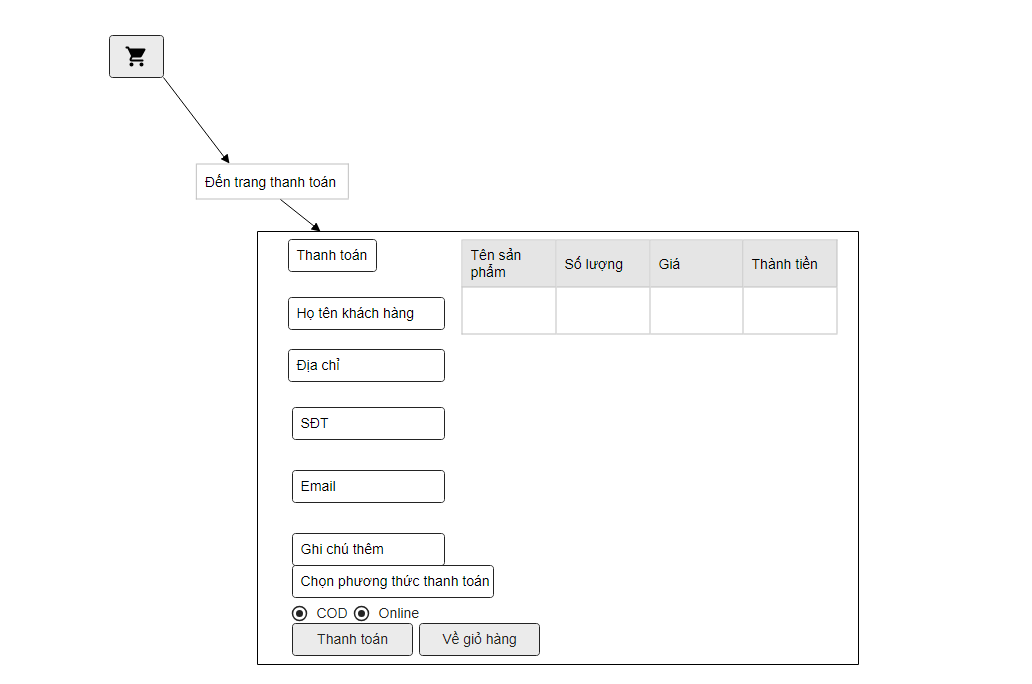 Đến trang thanh toán
Thanh toán
Tên sản
phẩm
Số lượng
Giá
Thành tiền
Họ tên khách hàng
Địa chỉ
SĐT
Email
Ghi chú thêm
Chọn phương thức thanh toán
COD
Online
Thanh toán
Về giỏ hàng